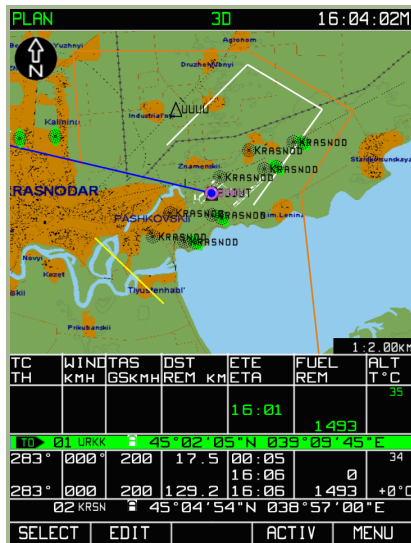 PLAN 3D 16:04:02M
Agronom
Yuzhnyi
Druzhelyubnyi
N
UUUU
Kalinino
KRASNOD
KRASNOD
Znamenskii
KRASNOD
KRASNOD
KRASNODAR
PASHKOVSKII
KRASNOD
KRASNOD
im.Lenina
KRASNOD
Novyi
Kazet
Tlyustenhabl'
Prikubanskii
1:2.00KM
TC WIND TAS DST ETE FUEL ALT
TH KMH GSKMH REM KM ETA REM T°C
35
16:01
1493
TO 01 URKK 45°02'05"N 039°09'45"E
283° 000° 200 17.5 00:05 34
16:06 0
283° 000 200 129.2 16:06 1493 +0°C
02 KRSN 45°04'54"N 038°57'00"E
SELECT EDIT ACTIV MENU